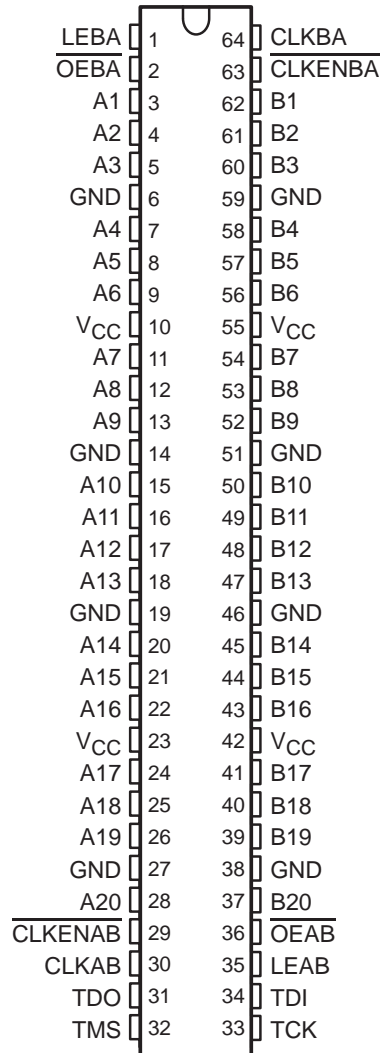 LEBA 1 64 CLKBA
OEBA 2 63 CLKENBA
A1 3 62 B1
A2 4 61 B2
A3 5 60 B3
GND 6 59 GND
A4 7 58 B4
A5 8 57 B5
A6 9 56 B6
VCC 10 55 VCC
A7 11 54 B7
A8 12 53 B8
A9 13 52 B9
GND 14 51 GND
A10 15 50 B10
A11 16 49 B11
A12 17 48 B12
A13 18 47 B13
GND 19 46 GND
A14 20 45 B14
A15 21 44 B15
A16 22 43 B16
VCC 23 42 VCC
A17 24 41 B17
A18 25 40 B18
A19 26 39 B19
GND 27 38 GND
A20 28 37 B20
CLKENAB 29 36 OEAB
CLKAB 30 35 LEAB
TDO 31 34 TDI
TMS 32 33 TCK